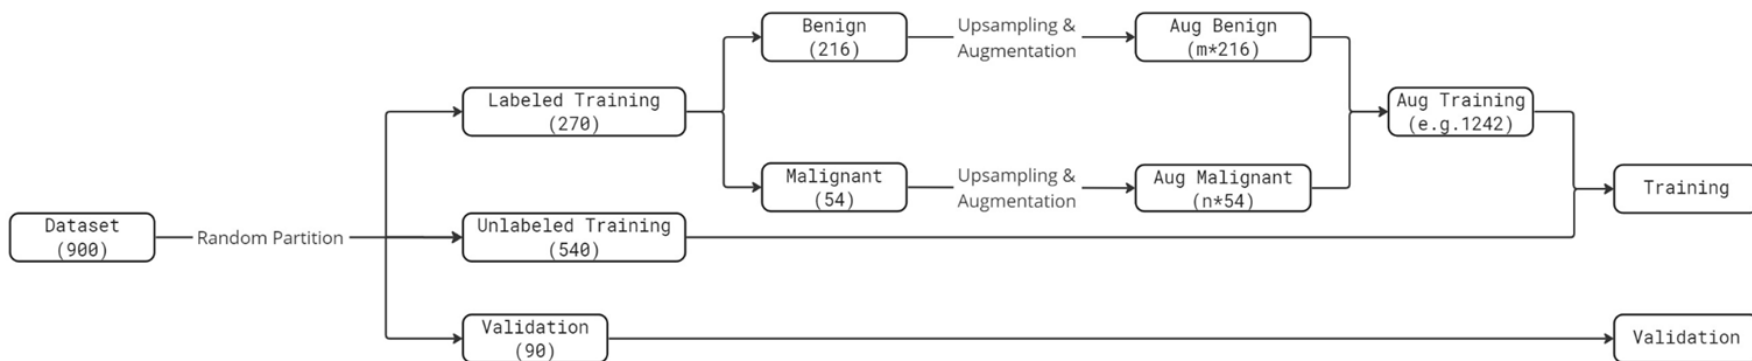 Dataset
(900)
Random Partition
Labeled Training
(270)
Benign
(216)
Upsampling &
Augmentation
Aug Benign
(m*216)
Malignant
(54)
Upsampling &
Augmentation
Aug Malignant
(n*54)
Aug Training
(e.g.1242)
Unlabeled Training
(540)
Training
Validation
(90)
Validation